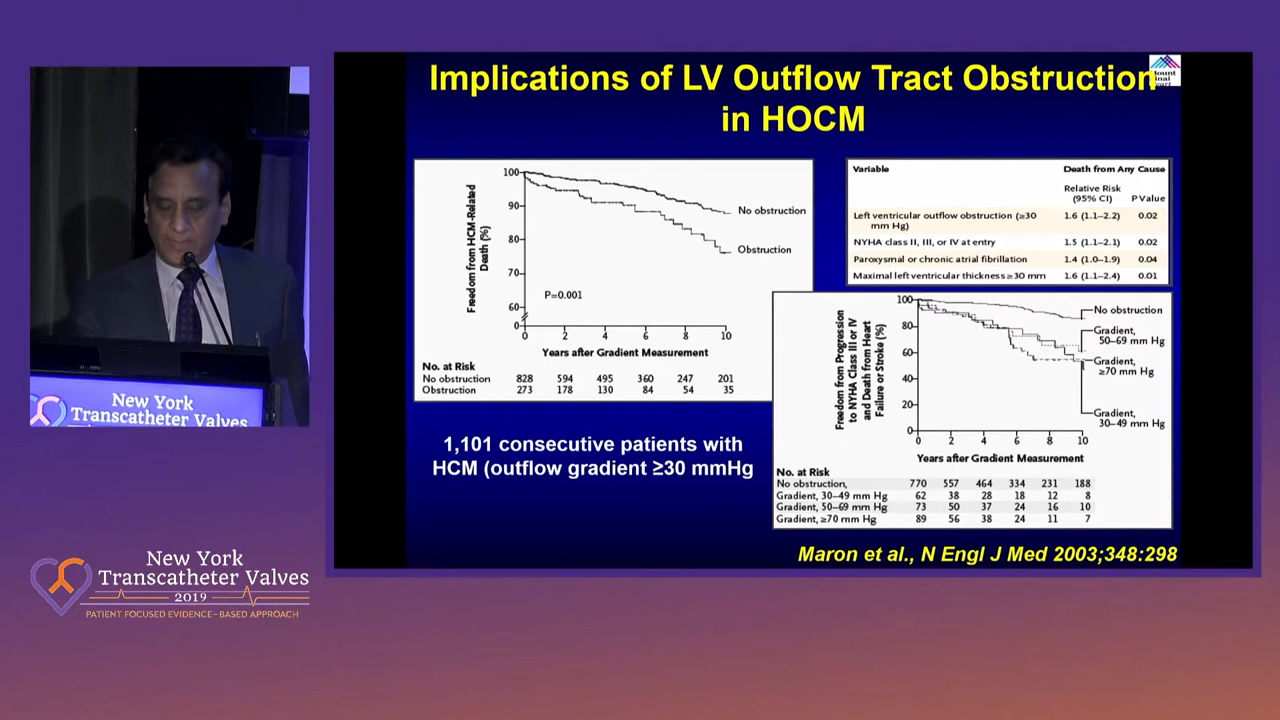 Implications of LV Outflow Tract Obstruction
in HOCM
Freedom from HCM-Related
Death (%)
100
90
80
70
60
0
No obstruction
Obstruction
P=0.001
0 2 4 6 8 10
Years after Gradient Measurement
No. at Risk
No obstruction 828 594 495 360 247 201
Obstruction 273 178 130 84 54 35
Variable Death from Any Cause
Relative Risk
(95% CI) P Value
Left ventricular outflow obstruction (≥30
mm Hg) 1.6 (1.1–2.2) 0.02
NYHA class II, III, or IV at entry 1.5 (1.1–2.1) 0.02
Paroxysmal or chronic atrial fibrillation 1.4 (1.0–1.9) 0.04
Maximal left ventricular thickness ≥30 mm 1.6 (1.1–2.4) 0.01
Freedom from Progression
to NYHA Class III or IV
and Death from Heart
Failure or Stroke (%)
100
80
60
40
20
0
No obstruction
Gradient,
50–69 mm Hg
Gradient,
≥70 mm Hg
Gradient,
30–49 mm Hg
0 2 4 6 8 10
Years after Gradient Measurement
No. at Risk
No obstruction, 770 557 464 334 231 188
Gradient, 30–49 mm Hg 62 38 28 18 12 8
Gradient, 50–69 mm Hg 73 50 37 24 16 10
Gradient, ≥70 mm Hg 89 56 38 24 11 7
1,101 consecutive patients with
HCM (outflow gradient ≥30 mmHg
Maron et al., N Engl J Med 2003;348:298
New York
Transcatheter Valves
New York
Transcatheter Valves
2019
PATIENT FOCUSED EVIDENCE-BASED APPROACH